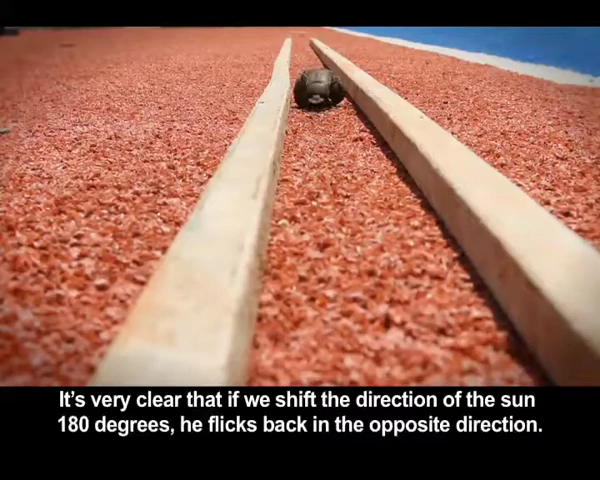 It's very clear that if we shift the direction of the sun
180 degrees, he flicks back in the opposite direction.